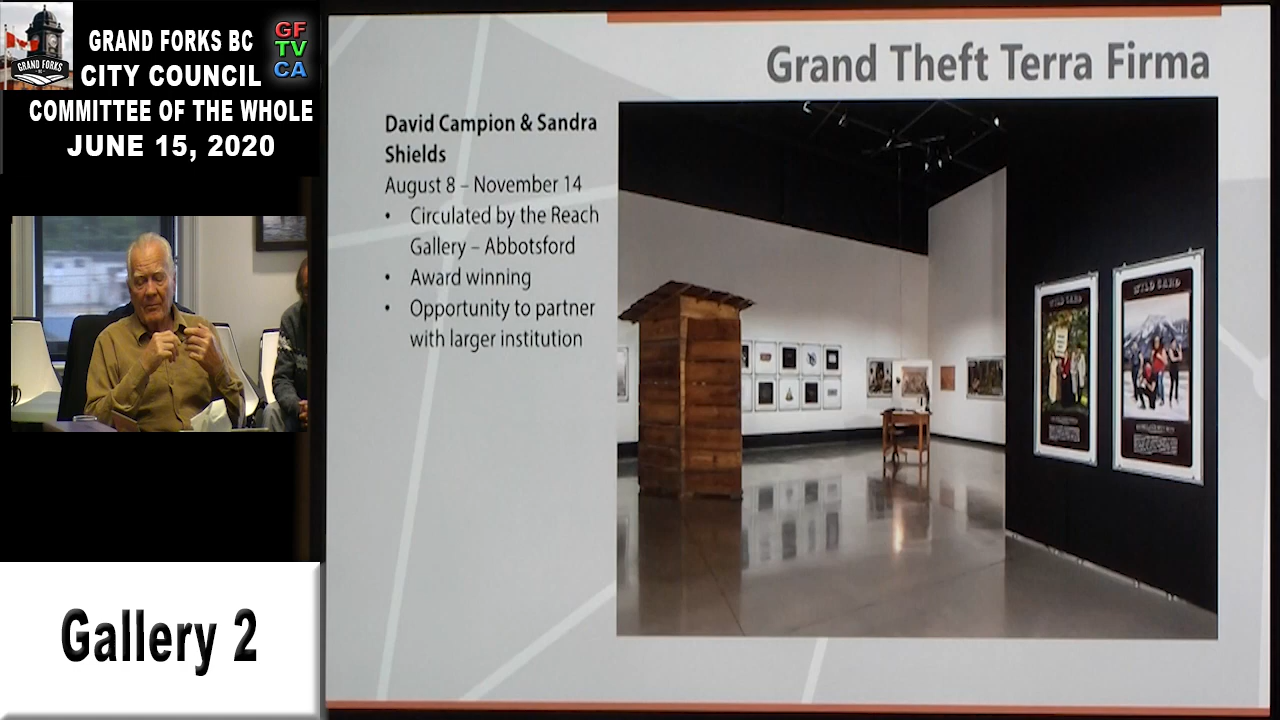 GRAND FORKS BC
CITY COUNCIL
COMMITTEE OF THE WHOLE
JUNE 15, 2020
GF
TV
CA
GRAND FORKS
Gallery 2
Grand Theft Terra Firma
David Campion & Sandra
Shields
August 8 – November 14
• Circulated by the Reach
Gallery – Abbotsford
• Award winning
• Opportunity to partner
with larger institution
WILD BAND
WILD BAND